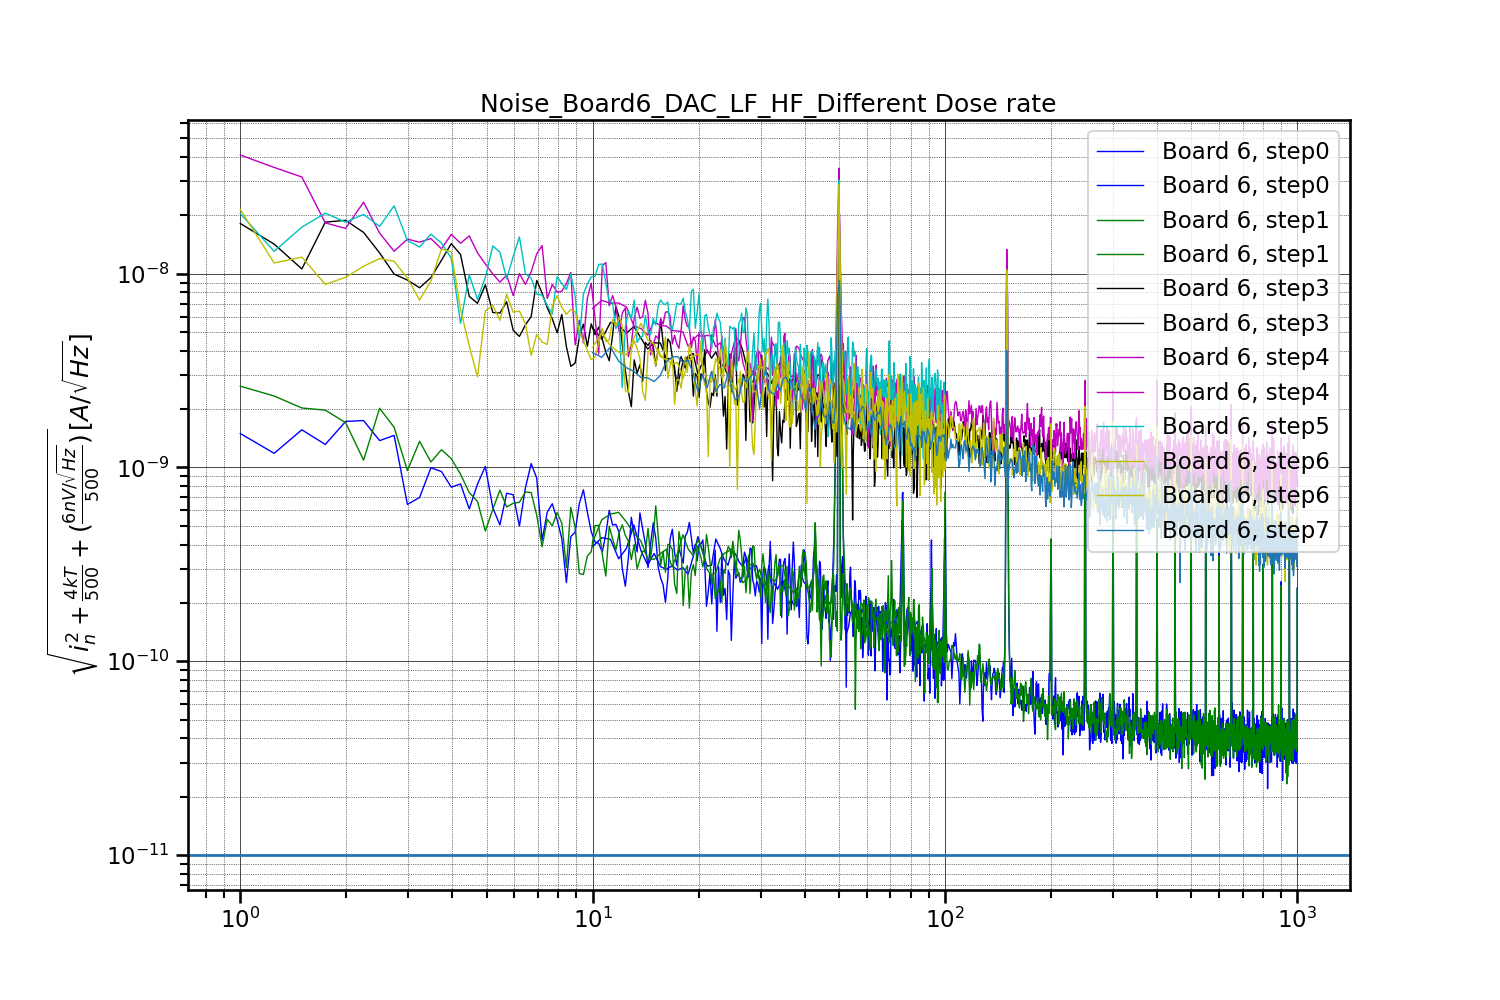 Noise_Board6_DAC_LF_HF_Different Dose rate
√(i_n² + 4kT/500 + (6nV/√Hz/500)) [A/√Hz]
10⁻⁸
10⁻⁹
10⁻¹⁰
10⁻¹¹
10⁰ 10¹ 10² 10³
Board 6, step0
Board 6, step0
Board 6, step1
Board 6, step1
Board 6, step3
Board 6, step3
Board 6, step4
Board 6, step4
Board 6, step5
Board 6, step6
Board 6, step6
Board 6, step7